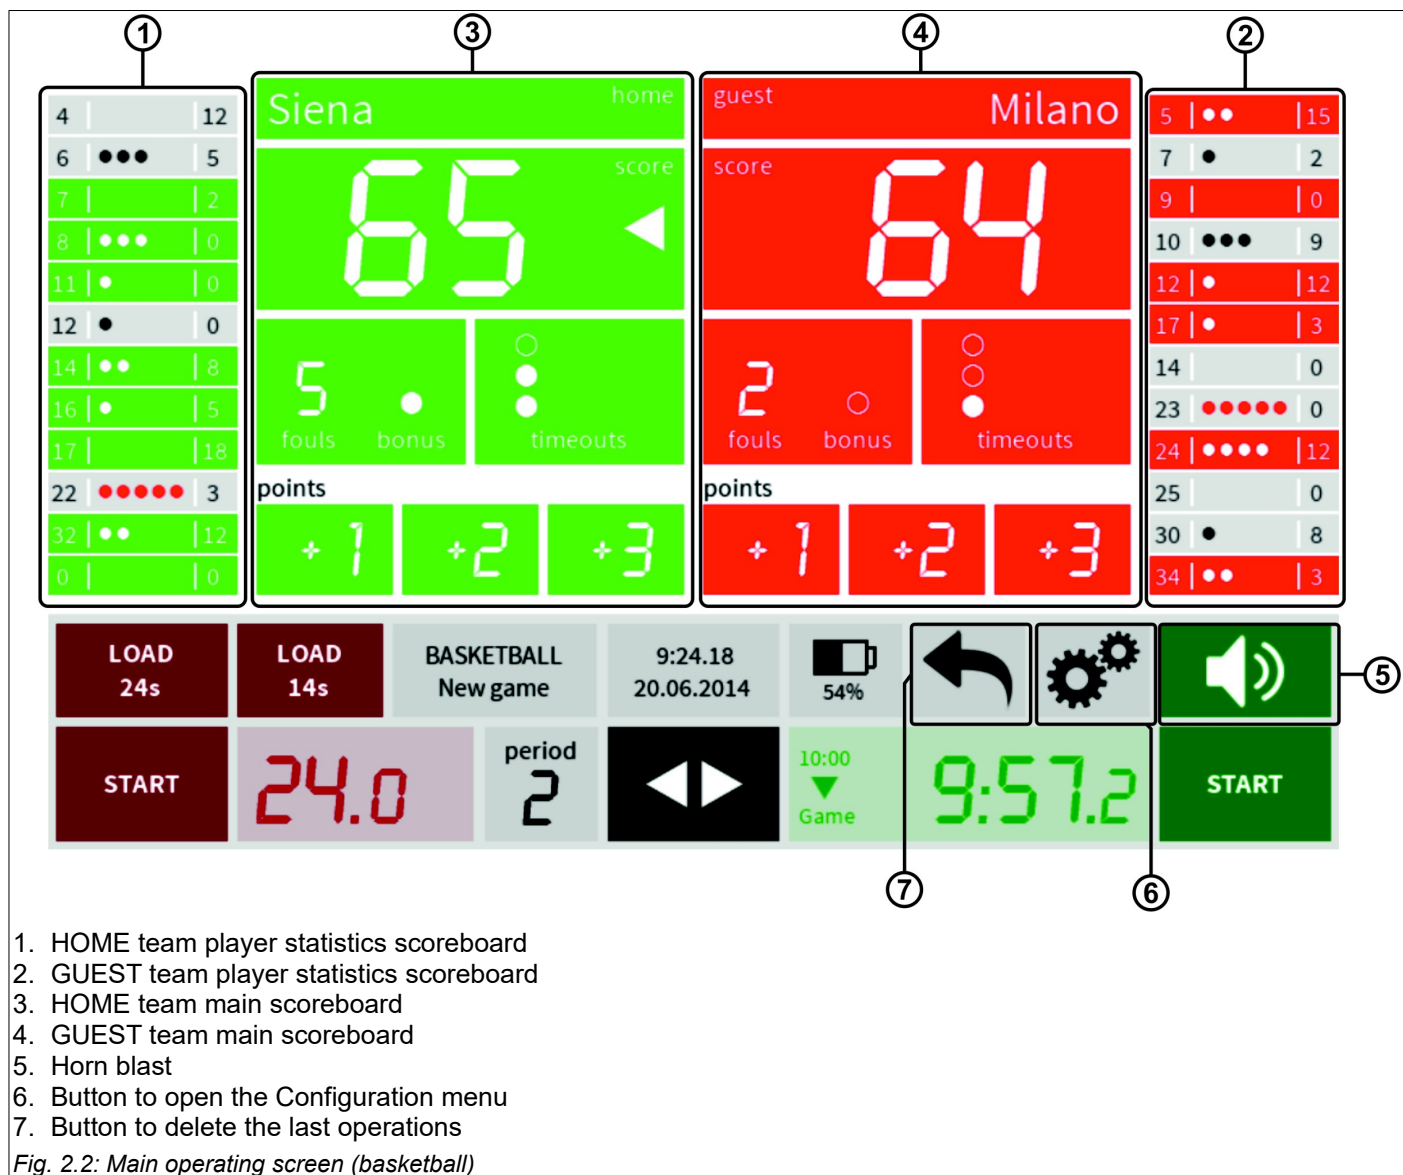 1
3
4
2
4 12
6 5
7 2
8 0
11 0
12 0
14 8
16 5
17 18
22 3
32 12
0 0
Siena home
65 score
5
fouls bonus
timeouts
points
+1 +2 +3
guest Milano
score 64
2
fouls bonus
timeouts
points
+1 +2 +3
5 15
7 2
9 0
10 9
12 12
17 3
14 0
23 0
24 12
25 0
30 8
34 3
LOAD
24s
LOAD
14s
BASKETBALL
New game
9:24.18
20.06.2014
54%
5
START
24.0
period
2
10:00
Game
9:57.2
START
7
6
1. HOME team player statistics scoreboard
2. GUEST team player statistics scoreboard
3. HOME team main scoreboard
4. GUEST team main scoreboard
5. Horn blast
6. Button to open the Configuration menu
7. Button to delete the last operations
Fig. 2.2: Main operating screen (basketball)